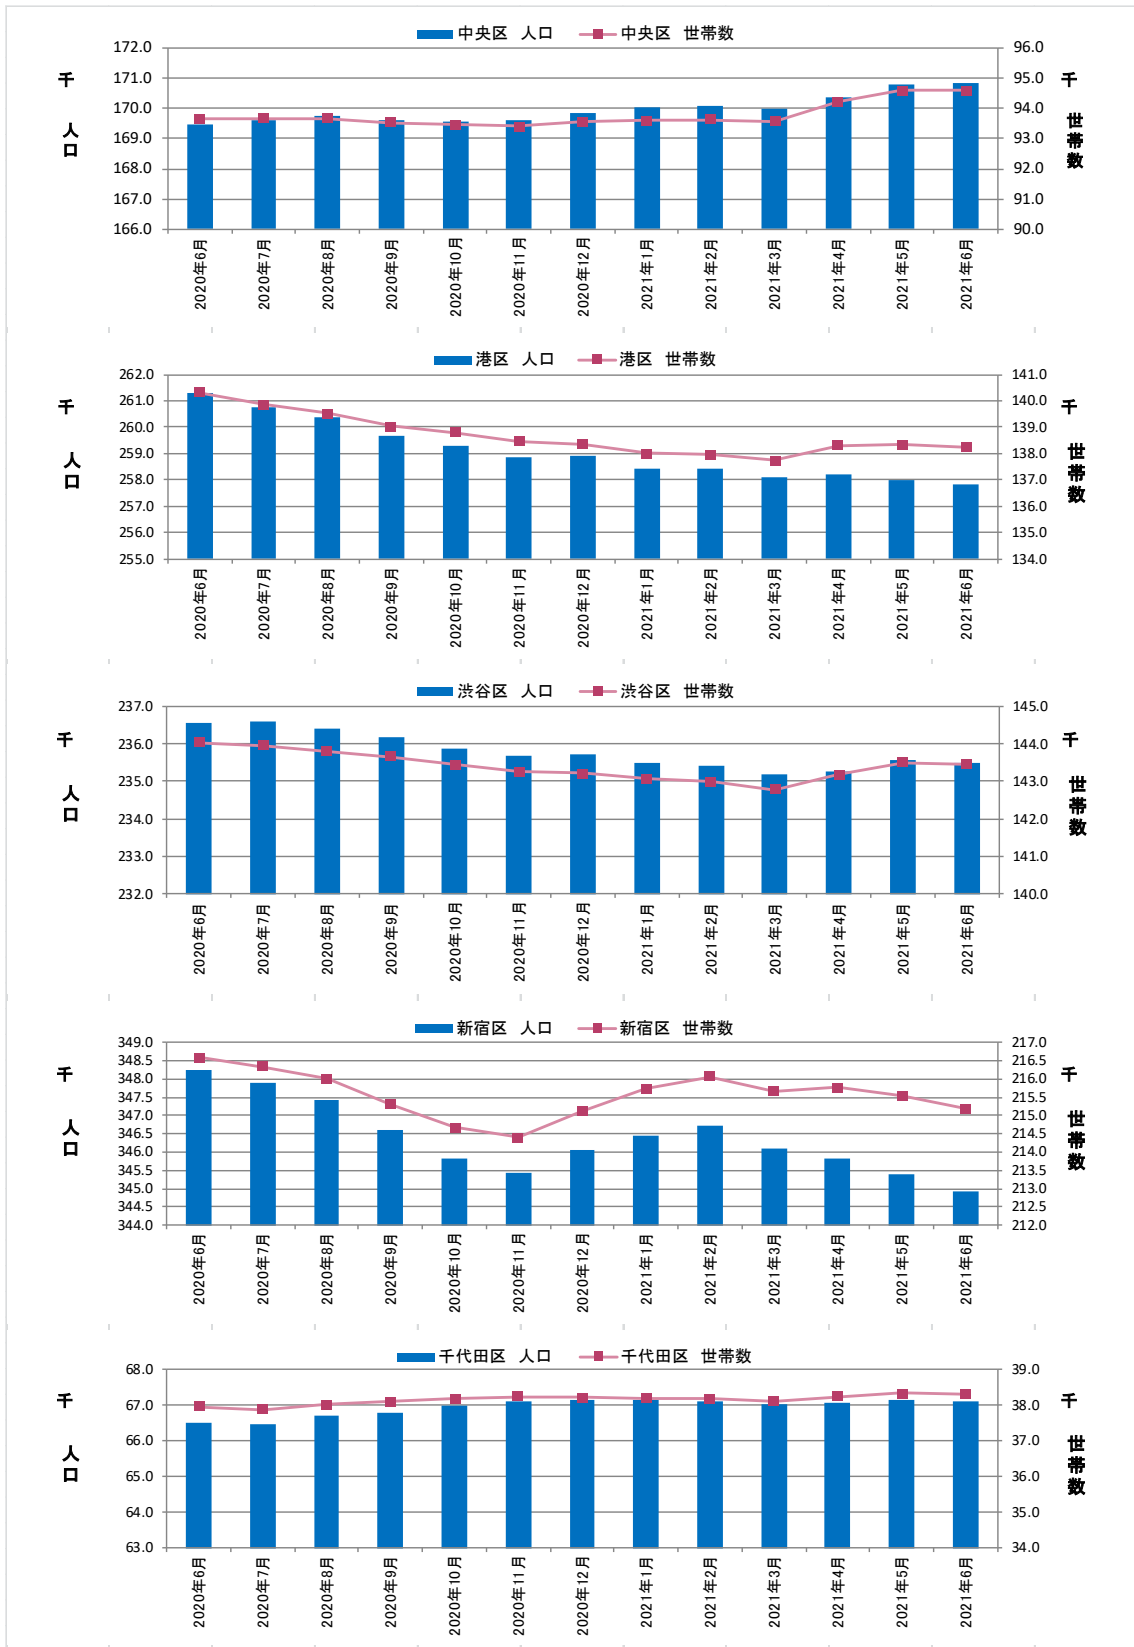 中央区　人口　中央区　世帯数
千　人口
172.0
171.0
170.0
169.0
168.0
167.0
166.0
96.0
95.0
94.0
93.0
92.0
91.0
90.0
千　世帯数
2020年6月
2020年7月
2020年8月
2020年9月
2020年10月
2020年11月
2020年12月
2021年1月
2021年2月
2021年3月
2021年4月
2021年5月
2021年6月
港区　人口　港区　世帯数
千　人口
262.0
261.0
260.0
259.0
258.0
257.0
256.0
255.0
141.0
140.0
139.0
138.0
137.0
136.0
135.0
134.0
千　世帯数
2020年6月
2020年7月
2020年8月
2020年9月
2020年10月
2020年11月
2020年12月
2021年1月
2021年2月
2021年3月
2021年4月
2021年5月
2021年6月
渋谷区　人口　渋谷区　世帯数
千　人口
237.0
236.0
235.0
234.0
233.0
232.0
145.0
144.0
143.0
142.0
141.0
140.0
千　世帯数
2020年6月
2020年7月
2020年8月
2020年9月
2020年10月
2020年11月
2020年12月
2021年1月
2021年2月
2021年3月
2021年4月
2021年5月
2021年6月
新宿区　人口　新宿区　世帯数
千　人口
349.0
348.5
348.0
347.5
347.0
346.5
346.0
345.5
345.0
344.5
344.0
217.0
216.5
216.0
215.5
215.0
214.5
214.0
213.5
213.0
212.5
212.0
千　世帯数
2020年6月
2020年7月
2020年8月
2020年9月
2020年10月
2020年11月
2020年12月
2021年1月
2021年2月
2021年3月
2021年4月
2021年5月
2021年6月
千代田区　人口　千代田区　世帯数
千　人口
68.0
67.0
66.0
65.0
64.0
63.0
39.0
38.0
37.0
36.0
35.0
34.0
千　世帯数
2020年6月
2020年7月
2020年8月
2020年9月
2020年10月
2020年11月
2020年12月
2021年1月
2021年2月
2021年3月
2021年4月
2021年5月
2021年6月